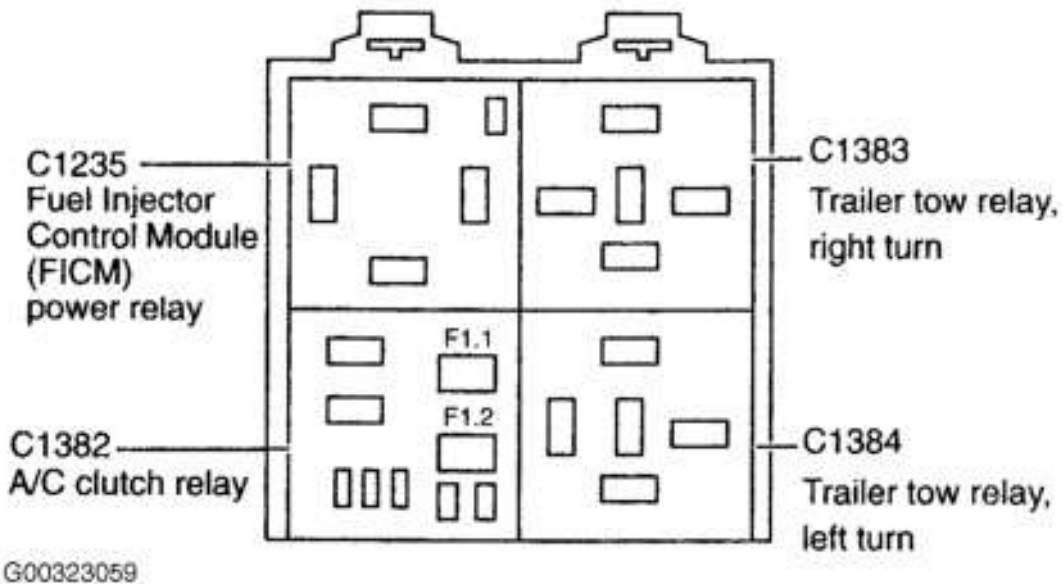 C1235
Fuel Injector
Control Module
(FICM)
power relay
C1383
Trailer tow relay,
right turn
F1.1
F1.2
C1382
A/C clutch relay
C1384
Trailer tow relay,
left turn
G00323059